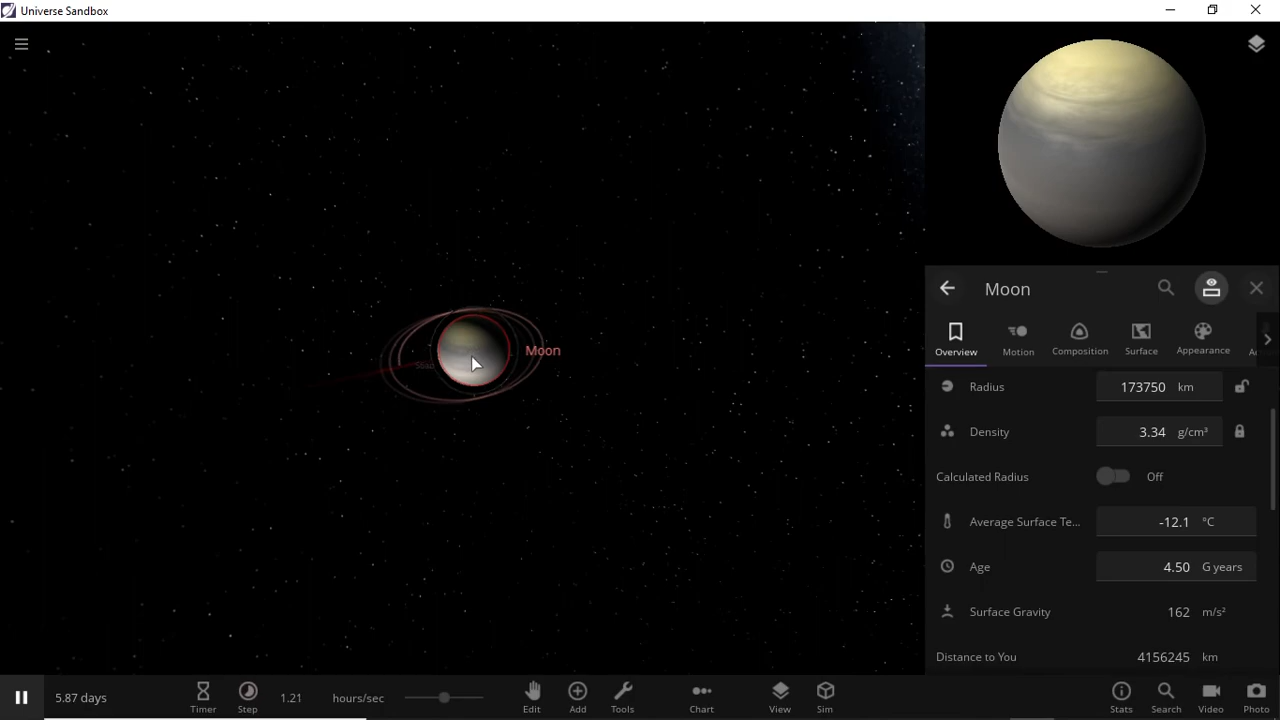 Universe Sandbox
Moon
Moon
Overview
Motion
Composition
Surface
Appearance
Radius 173750 km
Density 3.34 g/cm³
Calculated Radius Off
Average Surface Te... -12.1 °C
Age 4.50 G years
Surface Gravity 162 m/s²
Distance to You 4156245 km
5.87 days
Timer
Step
1.21 hours/sec
Edit
Add
Tools
Chart
View
Sim
Stats
Search
Video
Photo